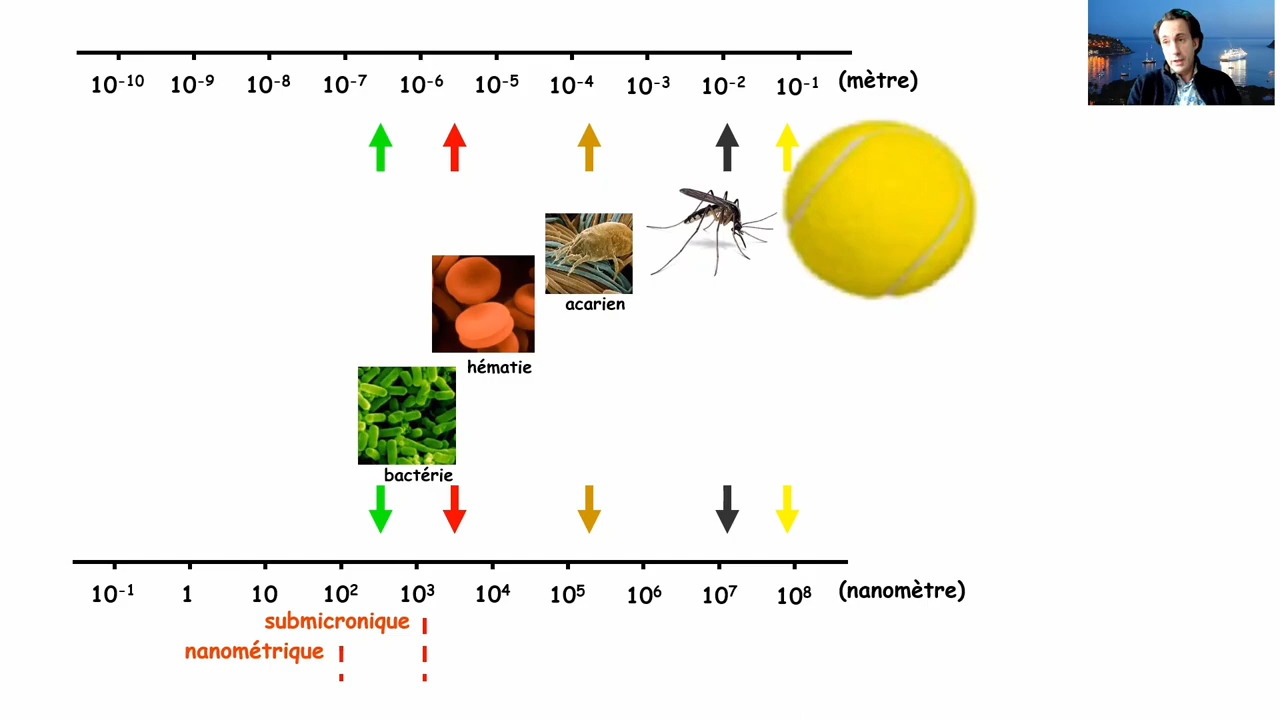 10⁻¹⁰ 10⁻⁹ 10⁻⁸ 10⁻⁷ 10⁻⁶ 10⁻⁵ 10⁻⁴ 10⁻³ 10⁻² 10⁻¹ (mètre)
acarien
hématie
bactérie
10⁻¹ 1 10 10² 10³ 10⁴ 10⁵ 10⁶ 10⁷ 10⁸ (nanomètre)
submicronique
nanométrique